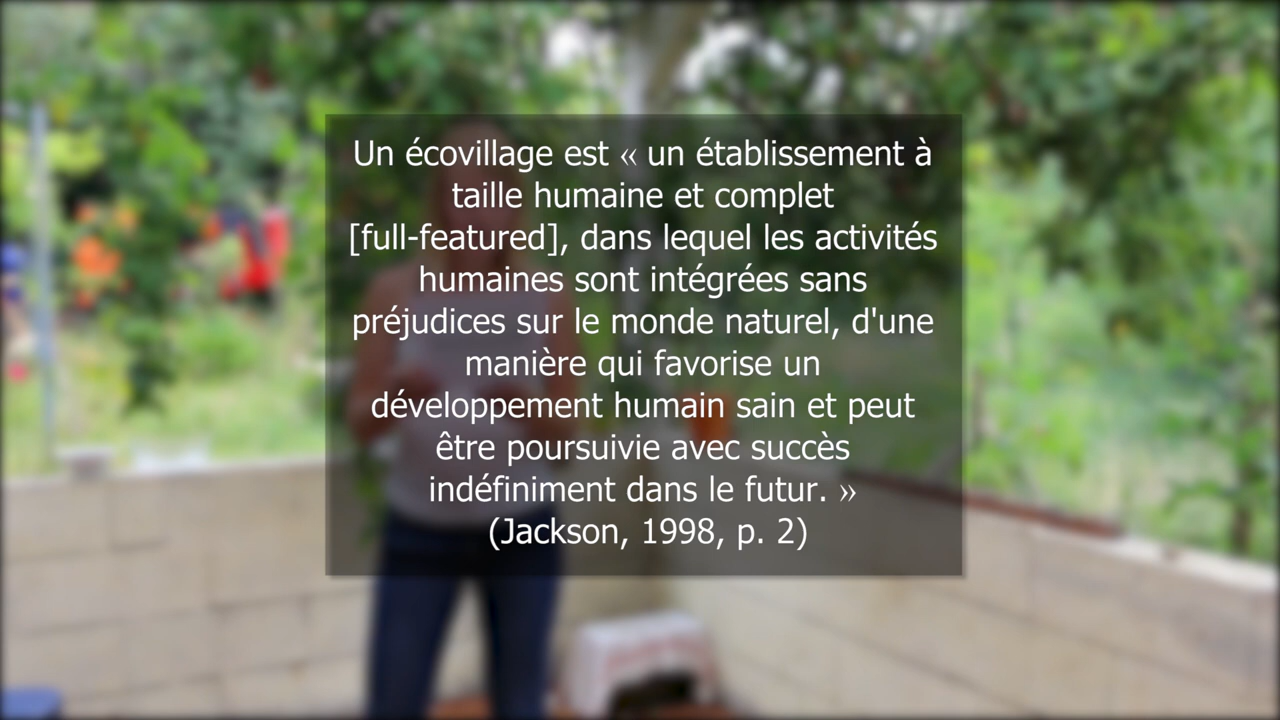 Un écovillage est « un établissement à
taille humaine et complet
[full-featured], dans lequel les activités
humaines sont intégrées sans
préjudices sur le monde naturel, d'une
manière qui favorise un
développement humain sain et peut
être poursuivie avec succès
indéfiniment dans le futur. »
(Jackson, 1998, p. 2)